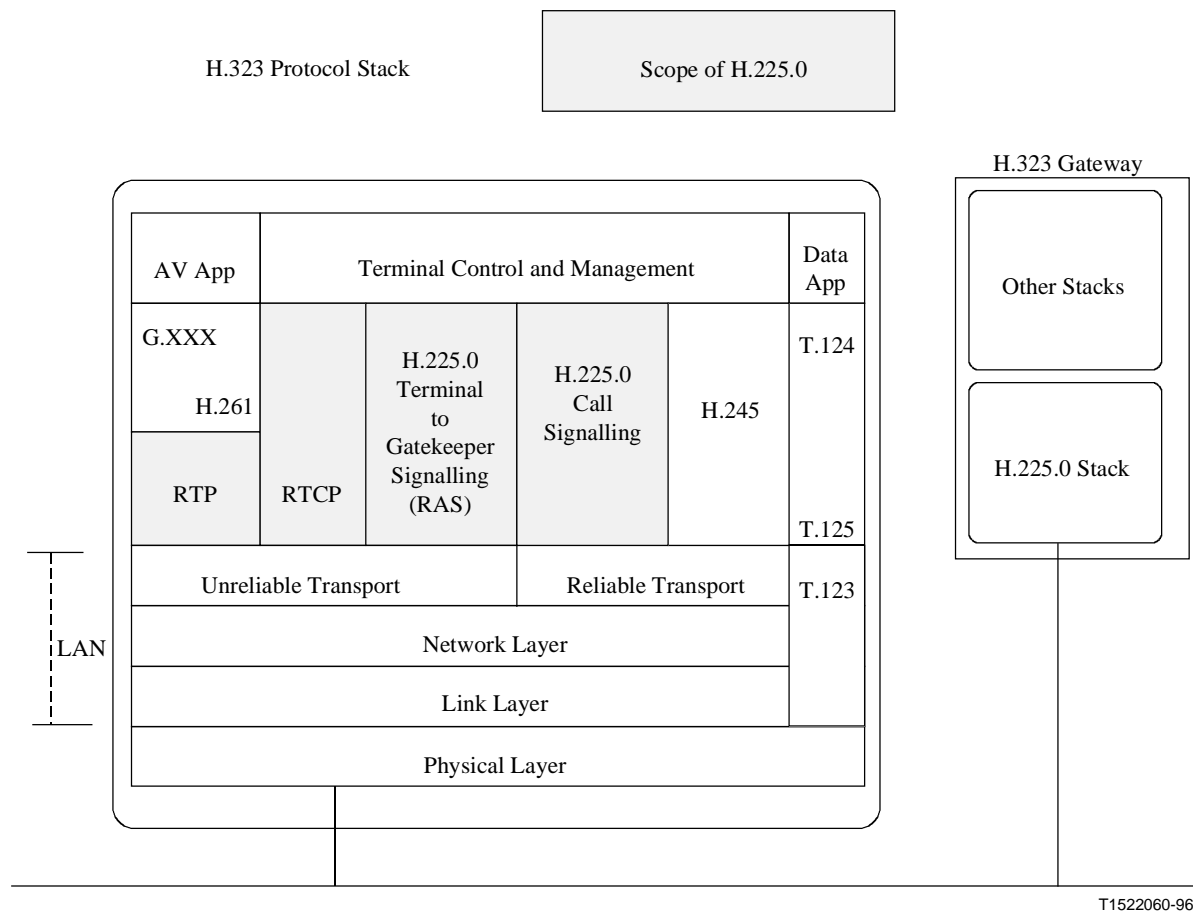 H.323 Protocol Stack
Scope of H.225.0
H.323 Gateway
AV App
Terminal Control and Management
Data
App
Other Stacks
G.XXX
H.261
RTP
RTCP
H.225.0
Terminal
to
Gatekeeper
Signalling
(RAS)
H.225.0
Call
Signalling
H.245
T.124
T.125
H.225.0 Stack
Unreliable Transport
Reliable Transport
T.123
LAN
Network Layer
Link Layer
Physical Layer
T1522060-96